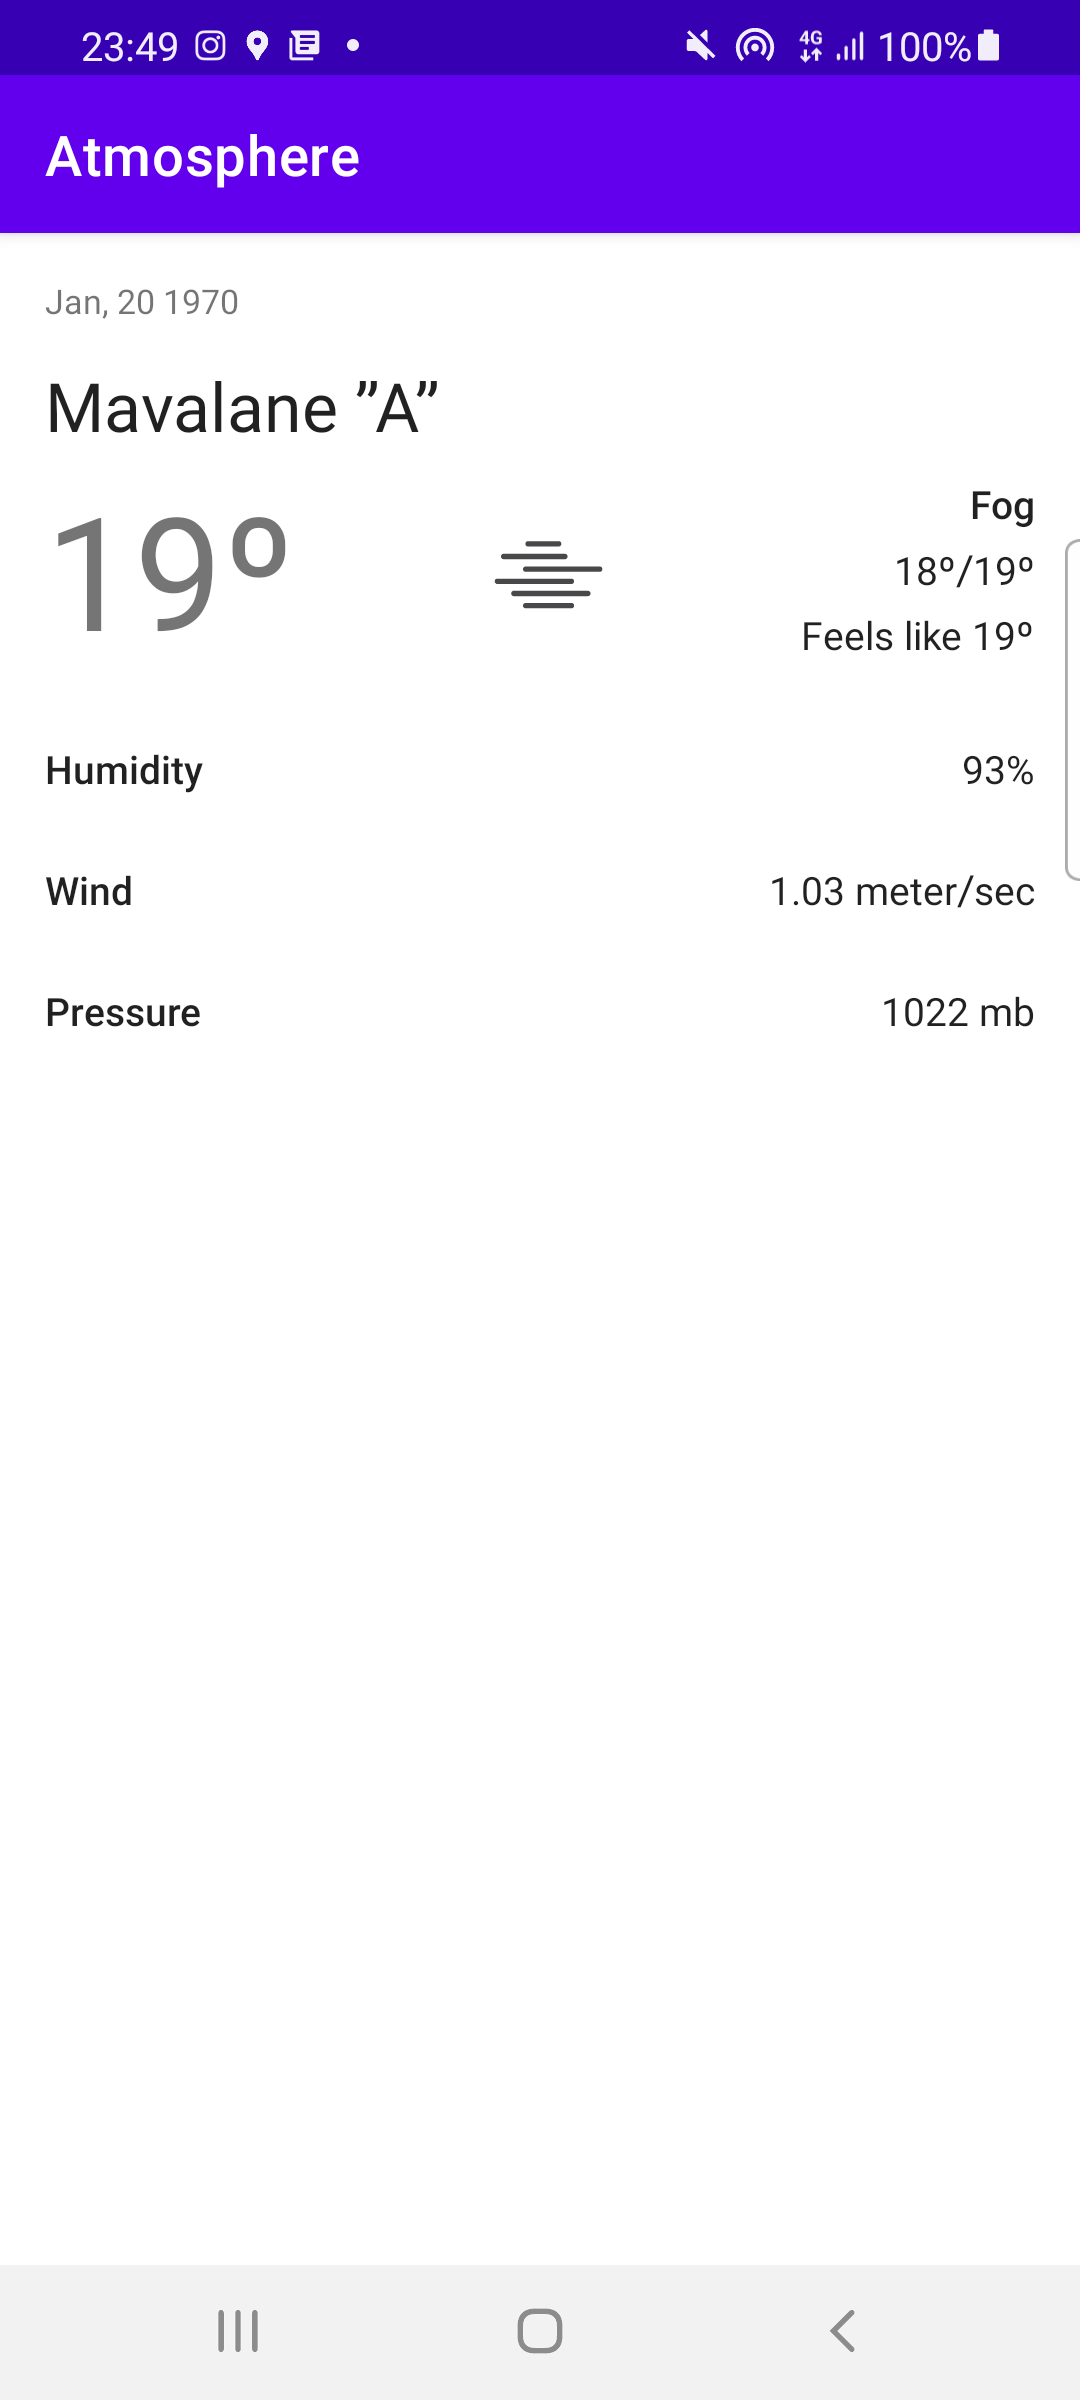 23:49 4G 100%
Atmosphere
Jan, 20 1970
Mavalane ”A”
19º
Fog
18º/19º
Feels like 19º
Humidity 93%
Wind 1.03 meter/sec
Pressure 1022 mb